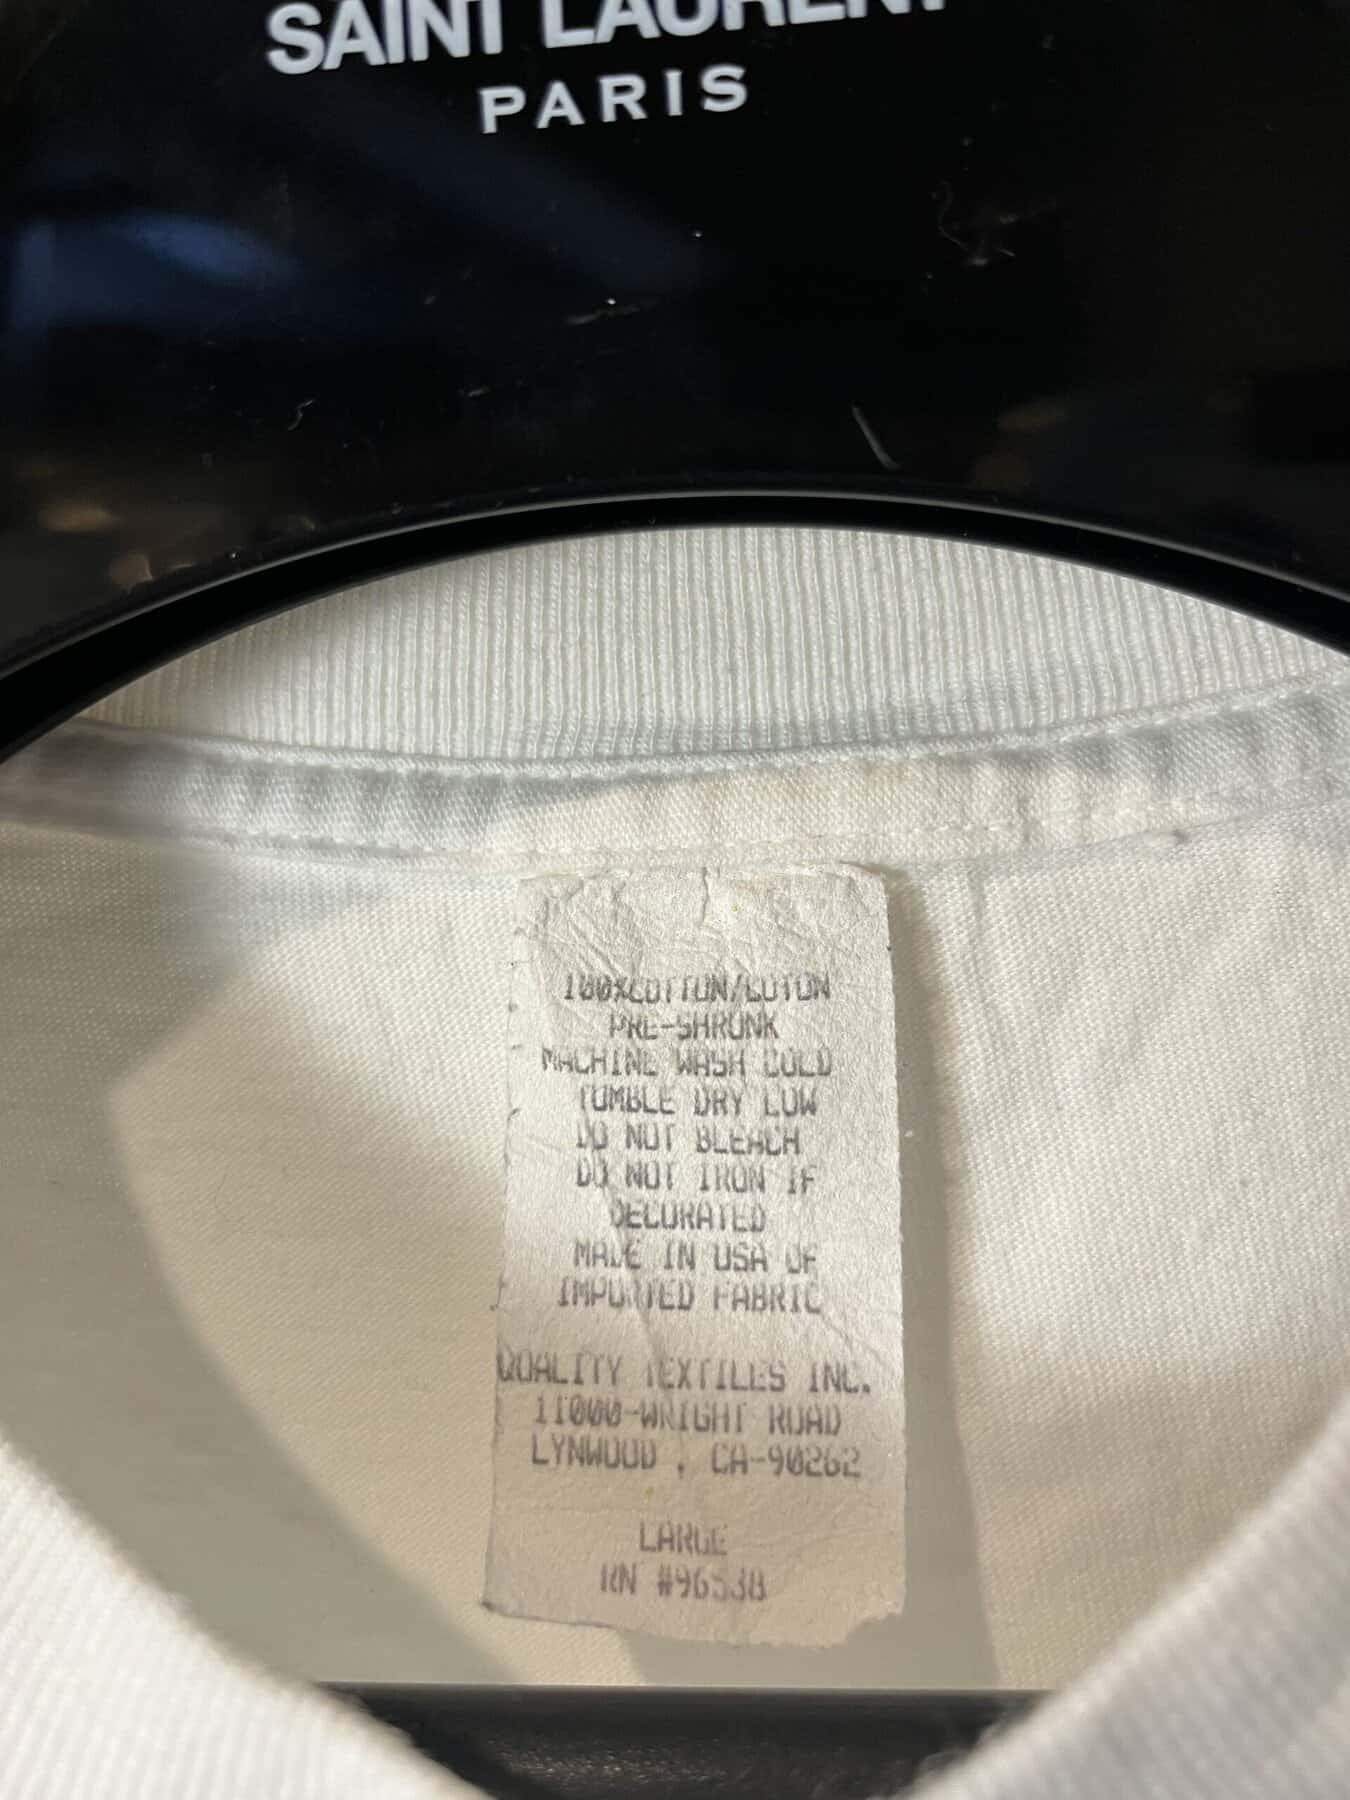 SAINT LAURENT
PARIS
100%COTTON/COTON
PRE-SHRUNK
MACHINE WASH COLD
TUMBLE DRY LOW
DO NOT BLEACH
DO NOT IRON IF
DECORATED
MADE IN USA OF
IMPORTED FABRIC
QUALITY TEXTILES INC.
11000-WRIGHT ROAD
LYNWOOD , CA-90262
LARGE
RN #96538